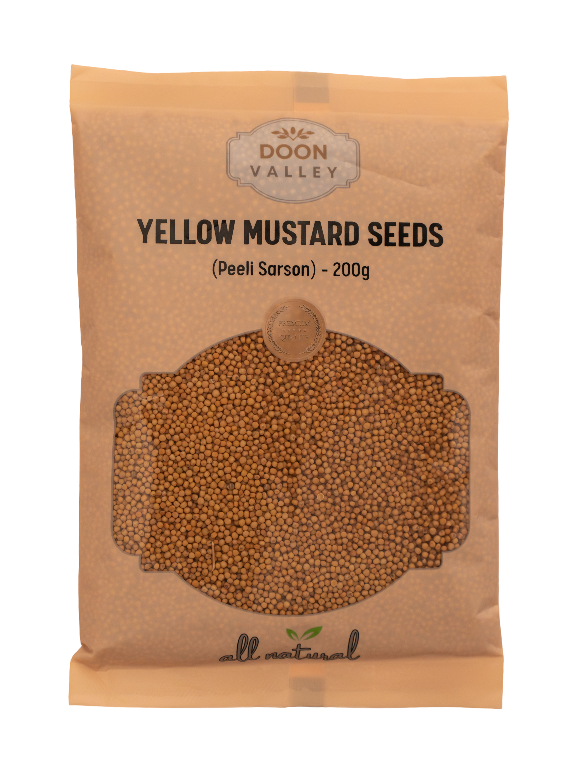 DOON
VALLEY
YELLOW MUSTARD SEEDS
(Peeli Sarson) - 200g
all natural